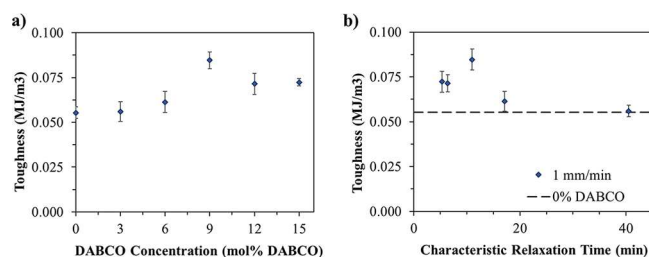 a)
Toughness (MJ/m3)
0.100
0.075
0.050
0.025
0.000
0 3 6 9 12 15
DABCO Concentration (mol% DABCO)
b)
Toughness (MJ/m3)
0.100
0.075
0.050
0.025
0.000
1 mm/min
0% DABCO
0 10 20 30 40
Characteristic Relaxation Time (min)